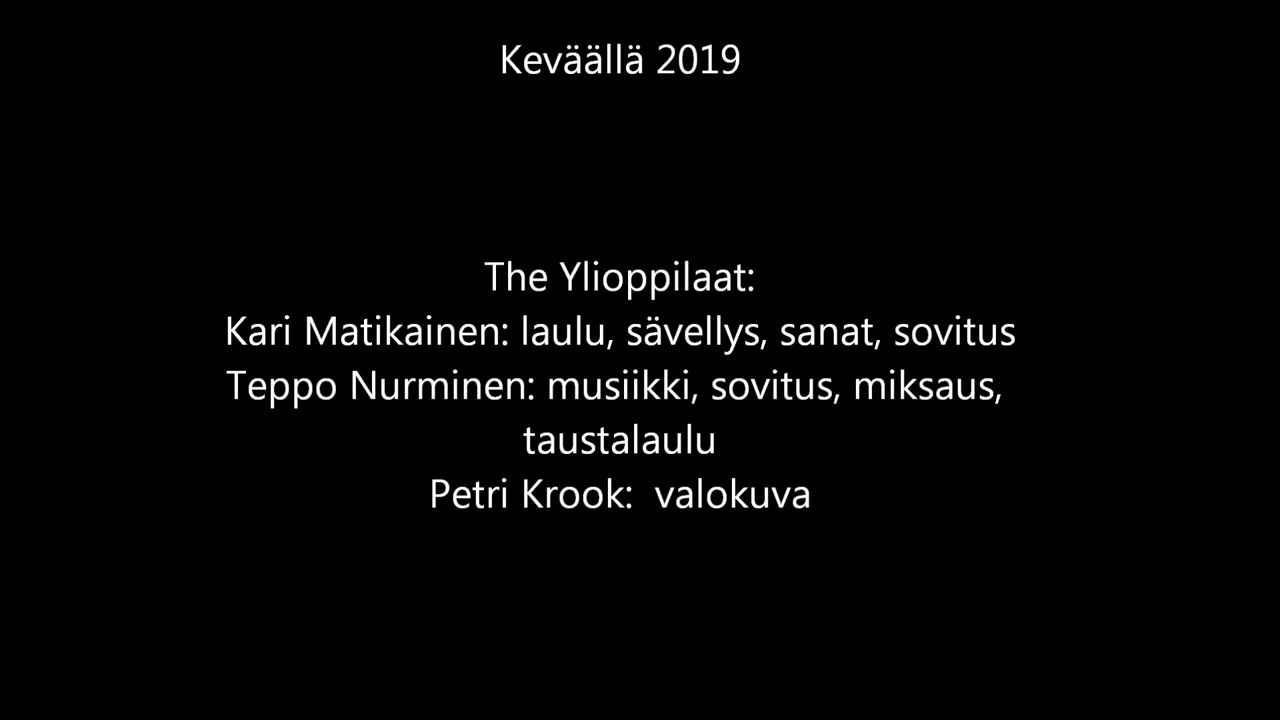 Keväällä 2019
The Ylioppilaat:
Kari Matikainen: laulu, sävellys, sanat, sovitus
Teppo Nurminen: musiikki, sovitus, miksaus,
taustalaulu
Petri Krook:  valokuva